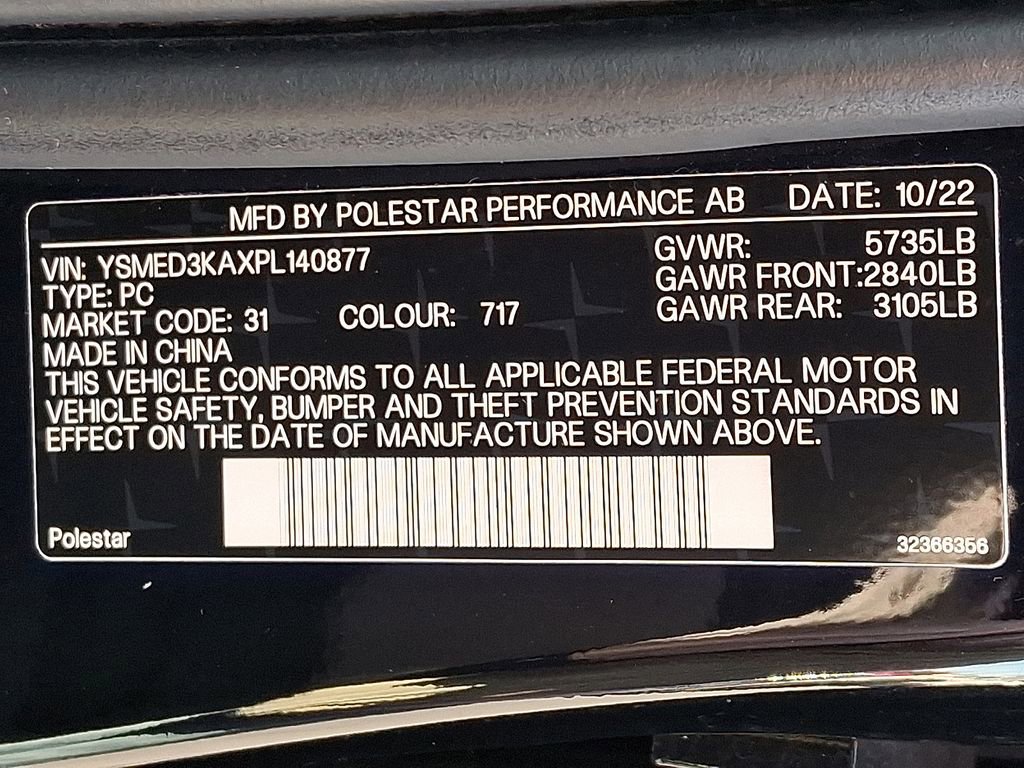 MFD BY POLESTAR PERFORMANCE AB DATE: 10/22
VIN: YSMED3KAXPL140877 GVWR: 5735LB
TYPE: PC GAWR FRONT:2840LB
MARKET CODE: 31 COLOUR: 717 GAWR REAR: 3105LB
MADE IN CHINA
THIS VEHICLE CONFORMS TO ALL APPLICABLE FEDERAL MOTOR
VEHICLE SAFETY, BUMPER AND THEFT PREVENTION STANDARDS IN
EFFECT ON THE DATE OF MANUFACTURE SHOWN ABOVE.
Polestar 32366356